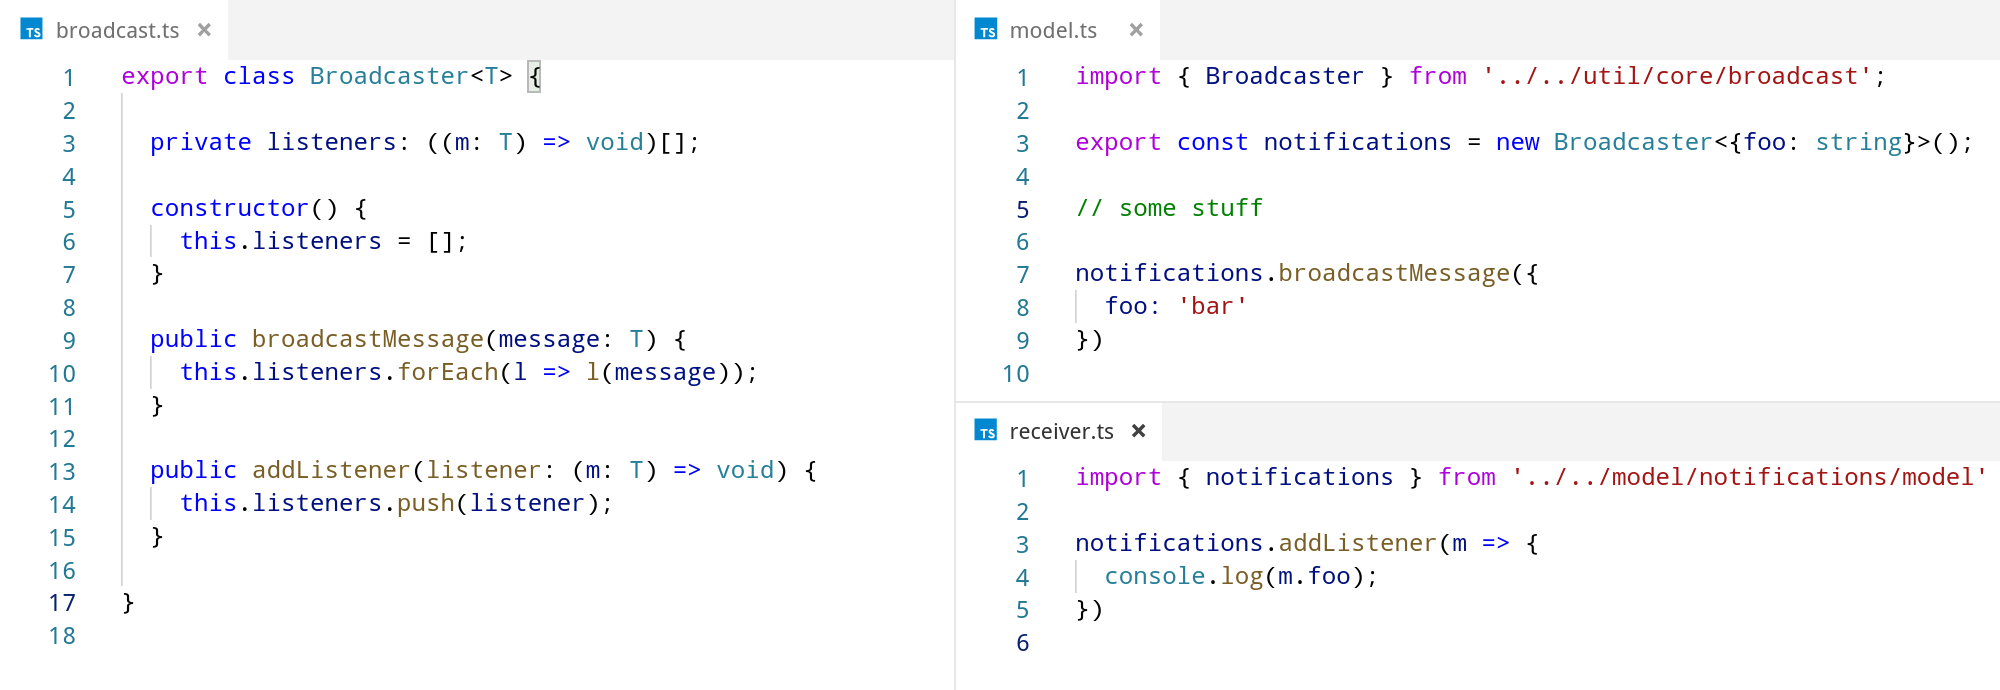 TS broadcast.ts ×
1 export class Broadcaster<T> {
2
3   private listeners: ((m: T) => void)[];
4
5   constructor() {
6     this.listeners = [];
7   }
8
9   public broadcastMessage(message: T) {
10     this.listeners.forEach(l => l(message));
11   }
12
13   public addListener(listener: (m: T) => void) {
14     this.listeners.push(listener);
15   }
16
17 }
18
TS model.ts ×
1 import { Broadcaster } from '../../util/core/broadcast';
2
3 export const notifications = new Broadcaster<{foo: string}>();
4
5 // some stuff
6
7 notifications.broadcastMessage({
8   foo: 'bar'
9 })
10
TS receiver.ts ×
1 import { notifications } from '../../model/notifications/model'
2
3 notifications.addListener(m => {
4   console.log(m.foo);
5 })
6